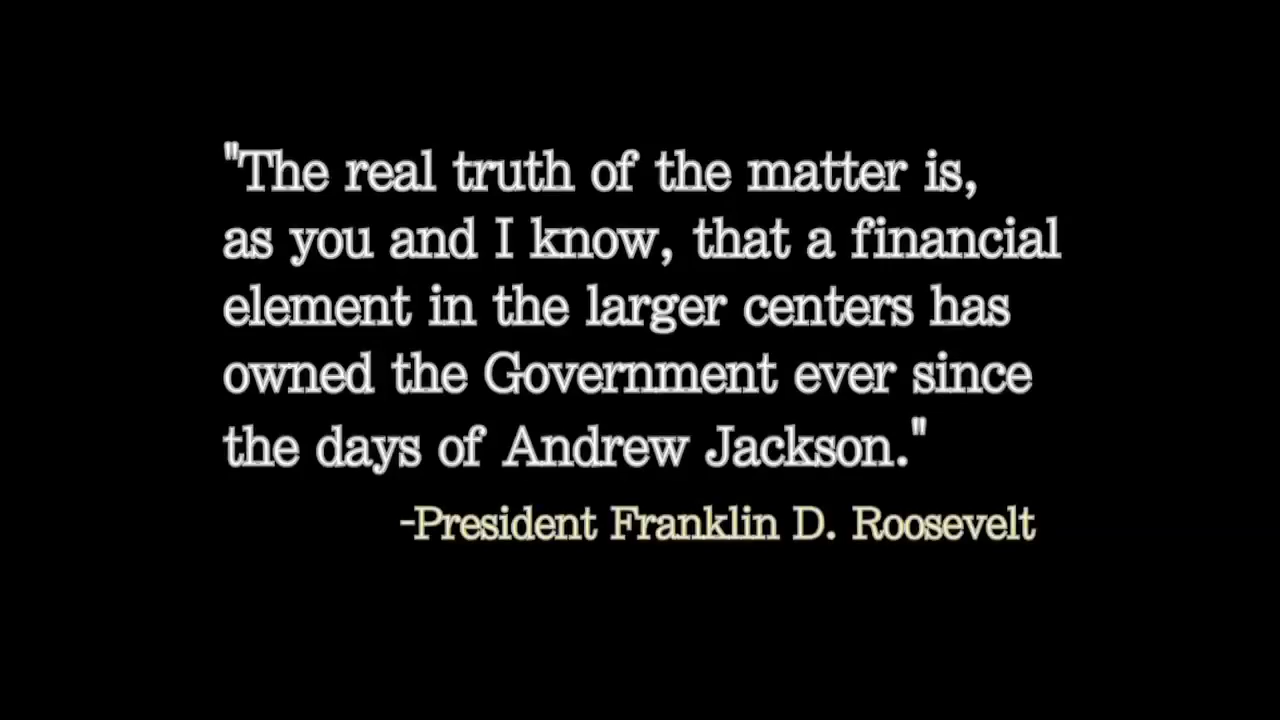 "The real truth of the matter is,
as you and I know, that a financial
element in the larger centers has
owned the Government ever since
the days of Andrew Jackson."
-President Franklin D. Roosevelt